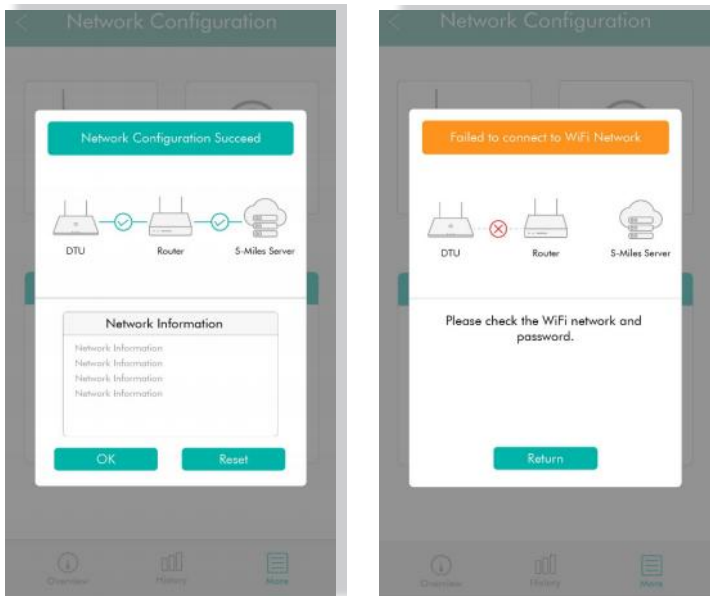 Network Configuration
Network Configuration Succeed
DTU
Router
S-Miles Server
Network Information
Network Information
Network Information
Network Information
Network Information
OK
Reset
Overview
History
More
Network Configuration
Failed to connect to WiFi Network
DTU
Router
S-Miles Server
Please check the WiFi network and
password.
Return
Overview
History
More